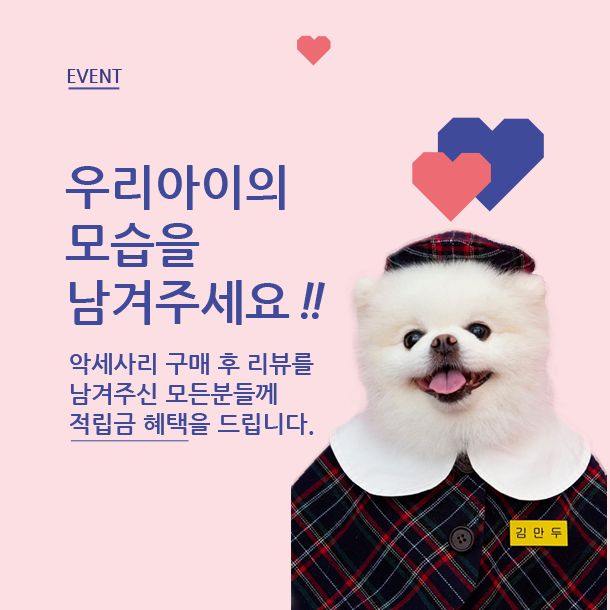 EVENT
우리아이의
모습을
남겨주세요!!
악세사리 구매 후 리뷰를
남겨주신 모든분들께
적립금 혜택을 드립니다.
김만두